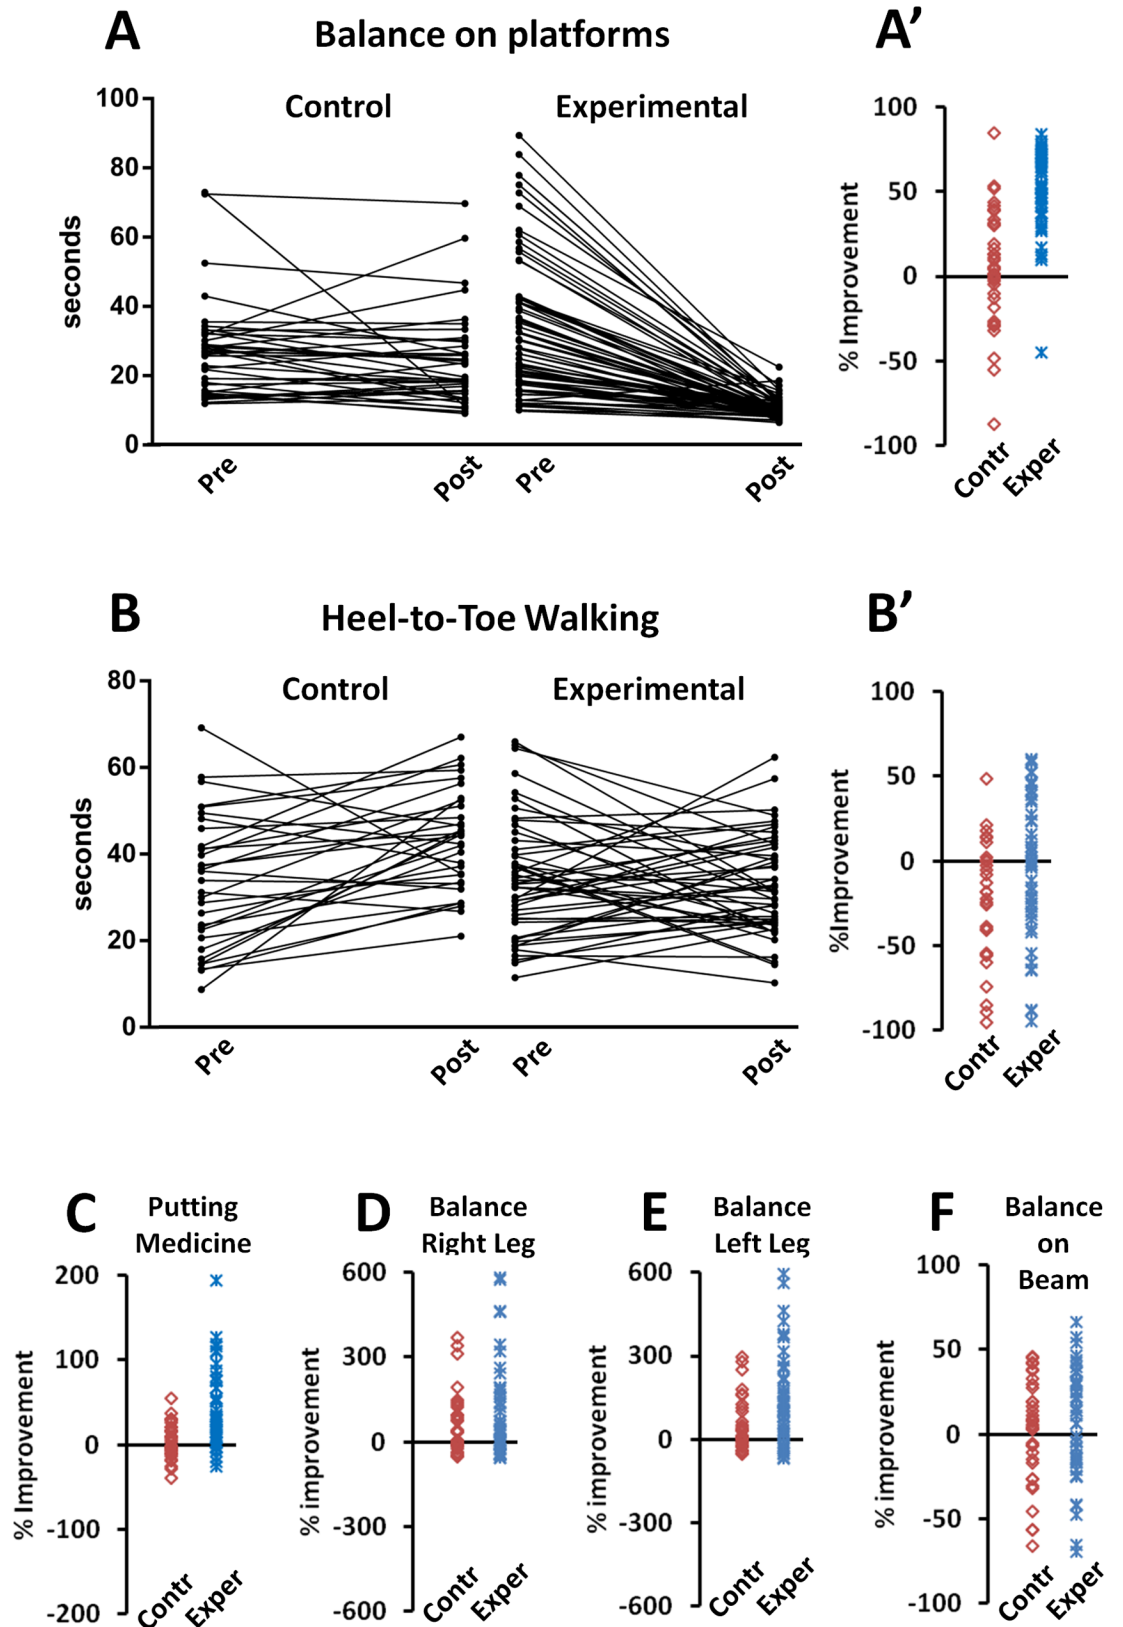 A
Balance on platforms
A’
Control
Experimental
100
80
60
40
20
0
seconds
Pre
Post
Pre
Post
100
50
0
-50
-100
% Improvement
Contr
Exper
B
Heel-to-Toe Walking
B’
Control
Experimental
80
60
40
20
0
seconds
Pre
Post
Pre
Post
100
50
0
-50
-100
%Improvement
Contr
Exper
C
Putting
Medicine
200
100
0
-100
-200
% Improvement
Contr
Exper
D
Balance
Right Leg
600
300
0
-300
-600
% improvement
Contr
Exper
E
Balance
Left Leg
600
300
0
-300
-600
% improvement
Contr
Exper
F
Balance
on
Beam
100
50
0
-50
-100
% improvement
Contr
Exper